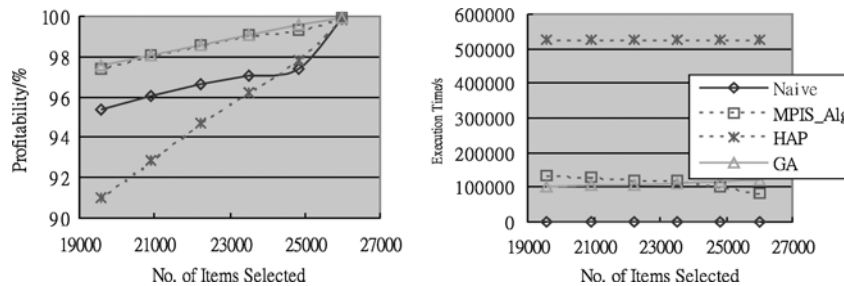 Profitability/%
100
98
96
94
92
90
19000 21000 23000 25000 27000
No. of Items Selected
Execution Time/s
600000
500000
400000
300000
200000
100000
0
19000 21000 23000 25000 27000
No. of Items Selected
Naive
MPIS_Alg
HAP
GA